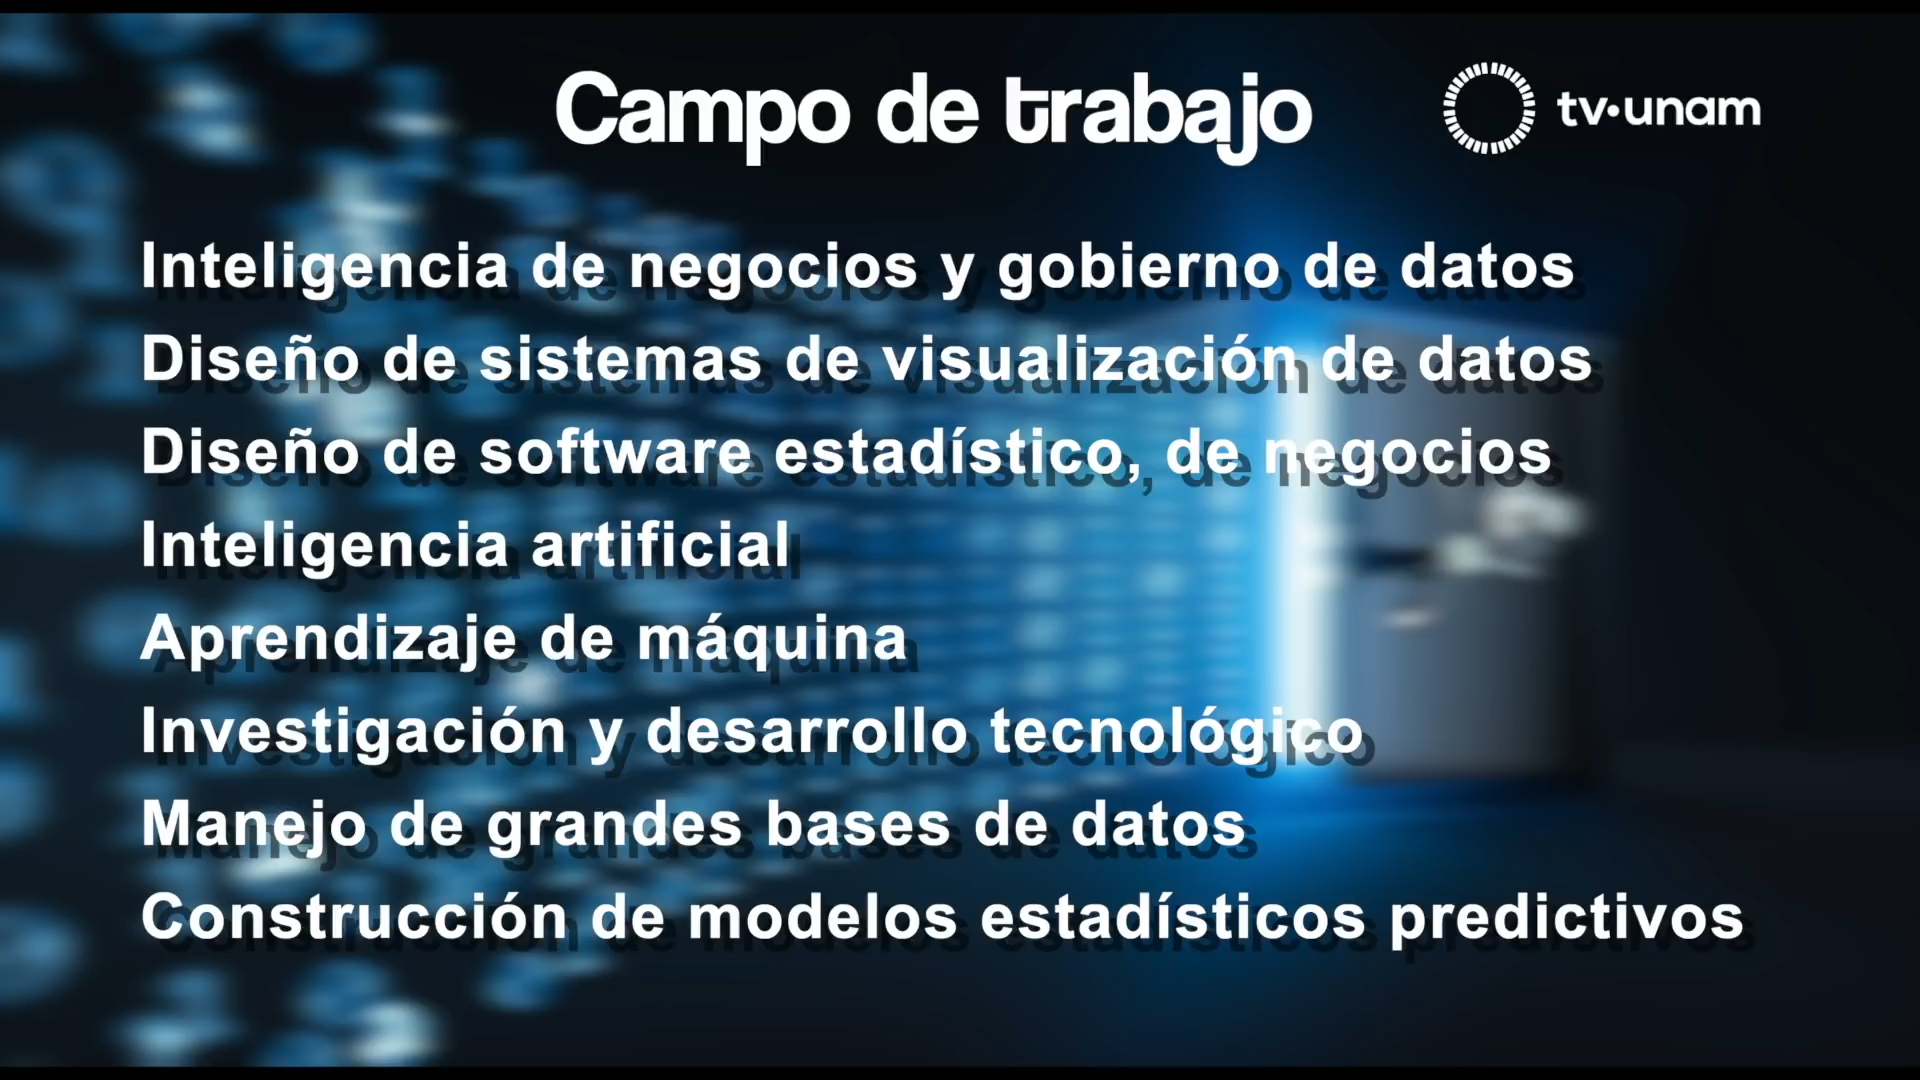 Campo de trabajo
tv•unam
Inteligencia de negocios y gobierno de datos
Diseño de sistemas de visualización de datos
Diseño de software estadístico, de negocios
Inteligencia artificial
Aprendizaje de máquina
Investigación y desarrollo tecnológico
Manejo de grandes bases de datos
Construcción de modelos estadísticos predictivos